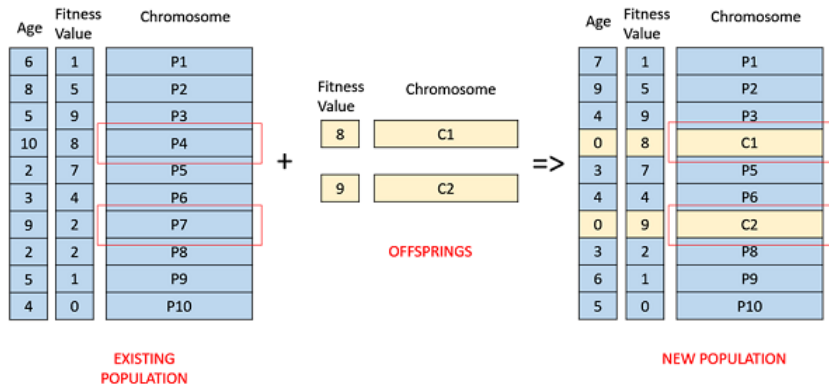 Age Fitness Value Chromosome
6 1 P1
8 5 P2
5 9 P3
10 8 P4
2 7 P5
3 4 P6
9 2 P7
2 2 P8
5 1 P9
4 0 P10
EXISTING
POPULATION
+
Fitness Value Chromosome
8 C1
9 C2
OFFSPRINGS
=>
Age Fitness Value Chromosome
7 1 P1
9 5 P2
4 9 P3
0 8 C1
3 7 P5
4 4 P6
0 9 C2
3 2 P8
6 1 P9
5 0 P10
NEW POPULATION